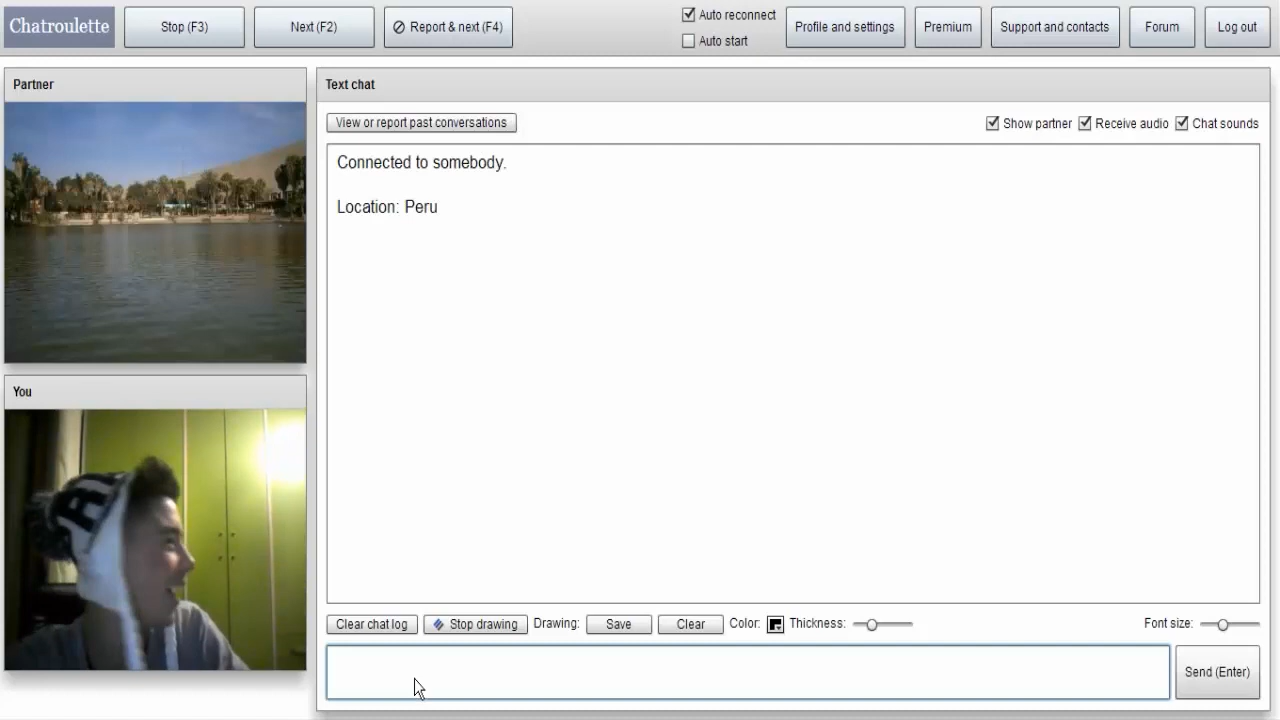 Chatroulette
Stop (F3)
Next (F2)
Report & next (F4)
Auto reconnect
Auto start
Profile and settings
Premium
Support and contacts
Forum
Log out
Partner
You
Text chat
View or report past conversations
Show partner
Receive audio
Chat sounds
Connected to somebody.
Location: Peru
Clear chat log
Stop drawing
Drawing:
Save
Clear
Color:
Thickness:
Font size:
Send (Enter)